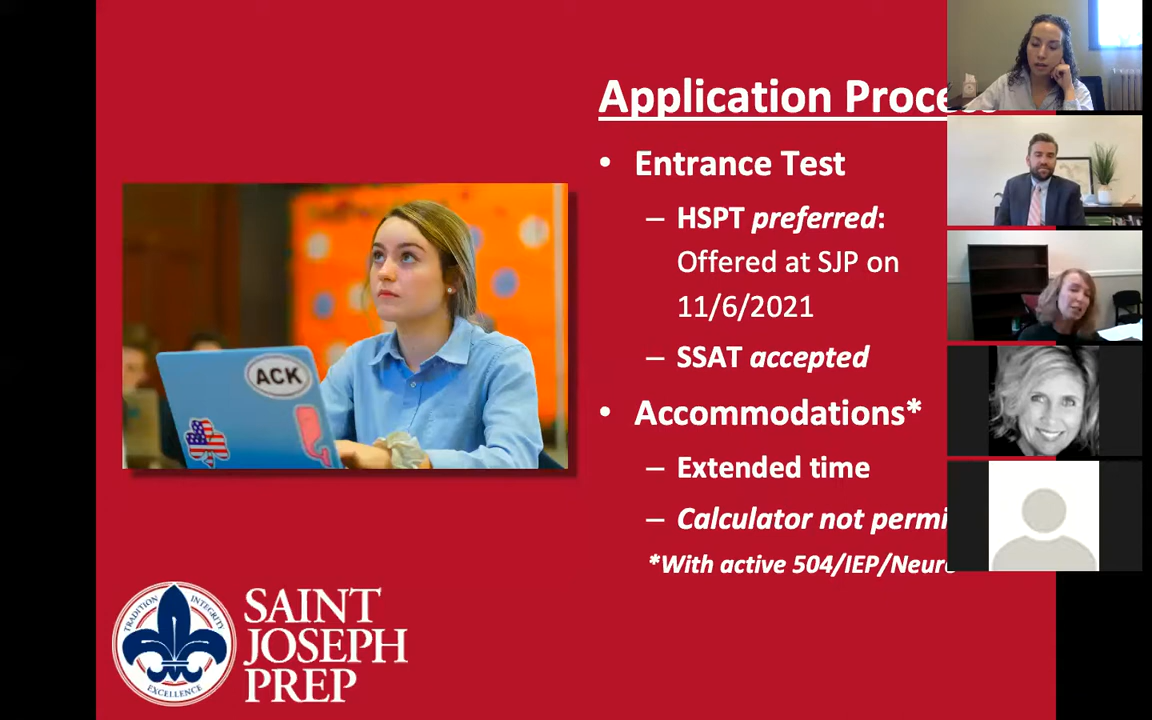 Application Proce
• Entrance Test
– HSPT preferred:
Offered at SJP on
11/6/2021
– SSAT accepted
• Accommodations*
– Extended time
– Calculator not permi
*With active 504/IEP/Neuro
ACK
TRADITION
INTEGRITY
EXCELLENCE
SAINT
JOSEPH
PREP